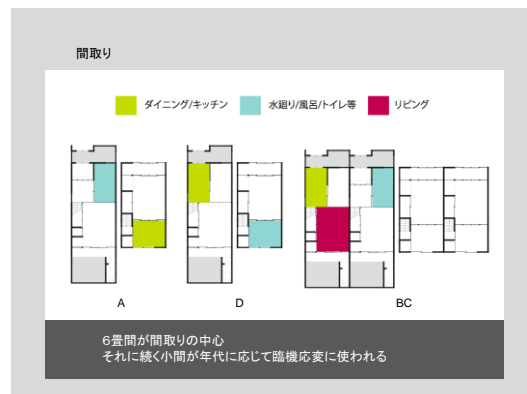 間取り
ダイニング/キッチン 水廻り/風呂/トイレ等 リビング
A D BC
６畳間が間取りの中心
それに続く小間が年代に応じて臨機応変に使われる